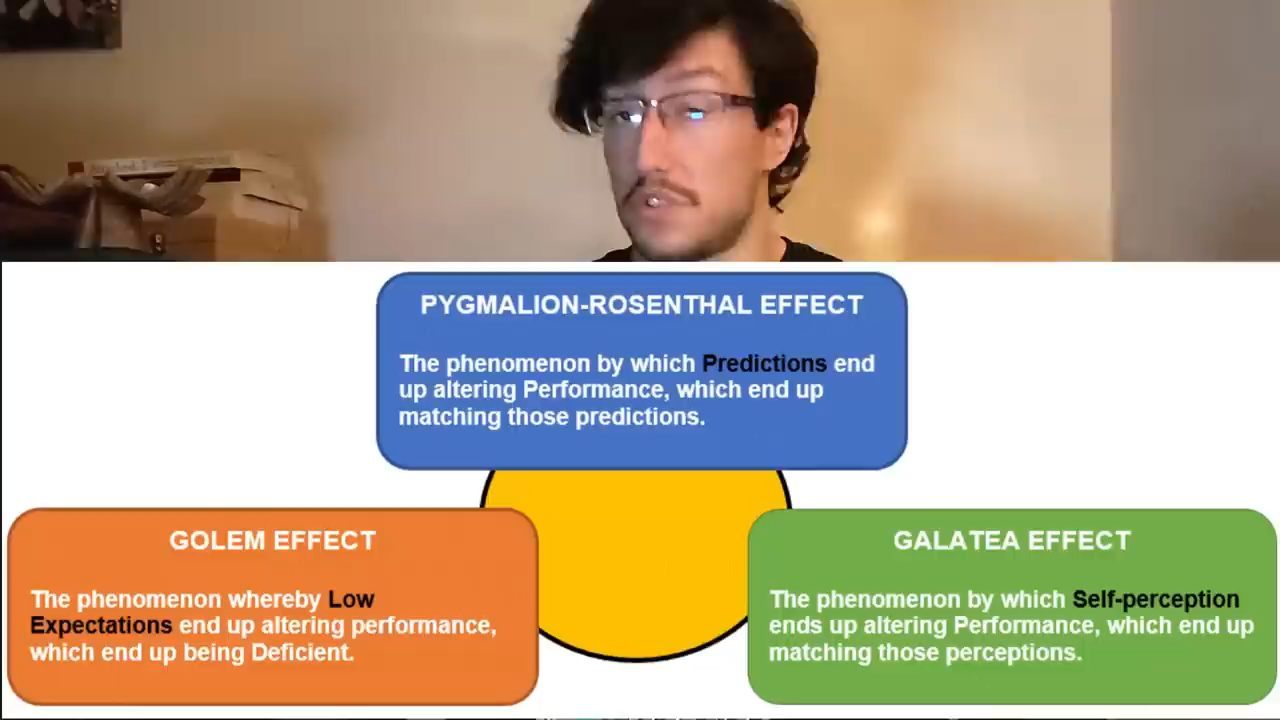 PYGMALION-ROSENTHAL EFFECT
The phenomenon by which Predictions end
up altering Performance, which end up
matching those predictions.
GOLEM EFFECT
The phenomenon whereby Low
Expectations end up altering performance,
which end up being Deficient.
GALATEA EFFECT
The phenomenon by which Self-perception
ends up altering Performance, which end up
matching those perceptions.